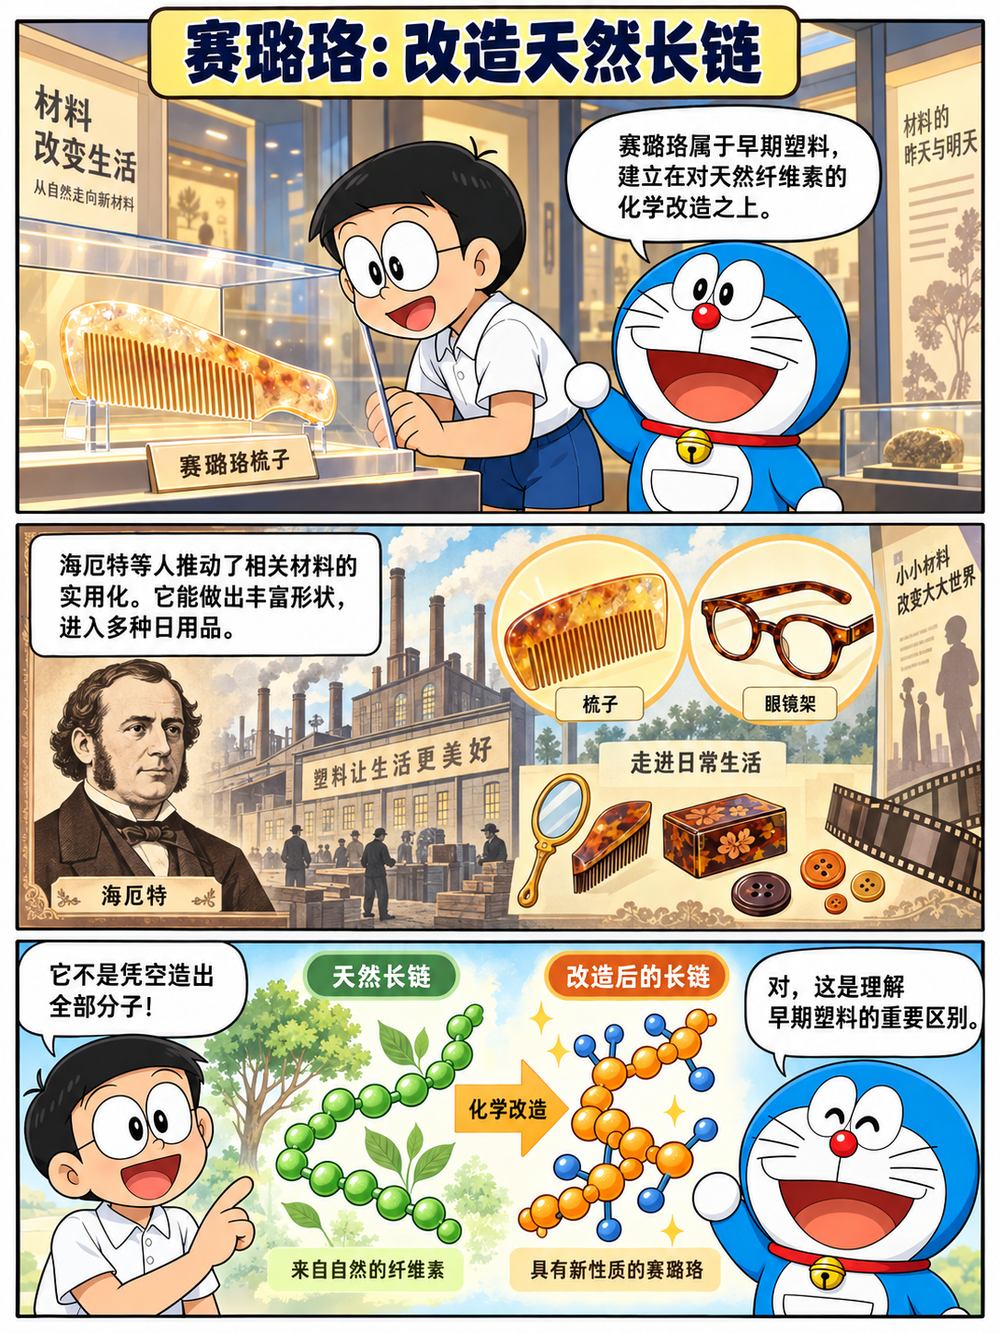 赛璐珞：改造天然长链
材料
改变生活
从自然走向新材料
赛璐珞属于早期塑料，
建立在对天然纤维素的
化学改造之上。
材料的
昨天与明天
赛璐珞梳子
海厄特等人推动了相关材料的
实用化。它能做出丰富形状，
进入多种日用品。
海厄特
塑料让生活更美好
梳子
眼镜架
小小材料
改变大大世界
走进日常生活
它不是凭空造出
全部分子！
天然长链
改造后的长链
对，这是理解
早期塑料的重要区别。
化学改造
来自自然的纤维素
具有新性质的赛璐珞